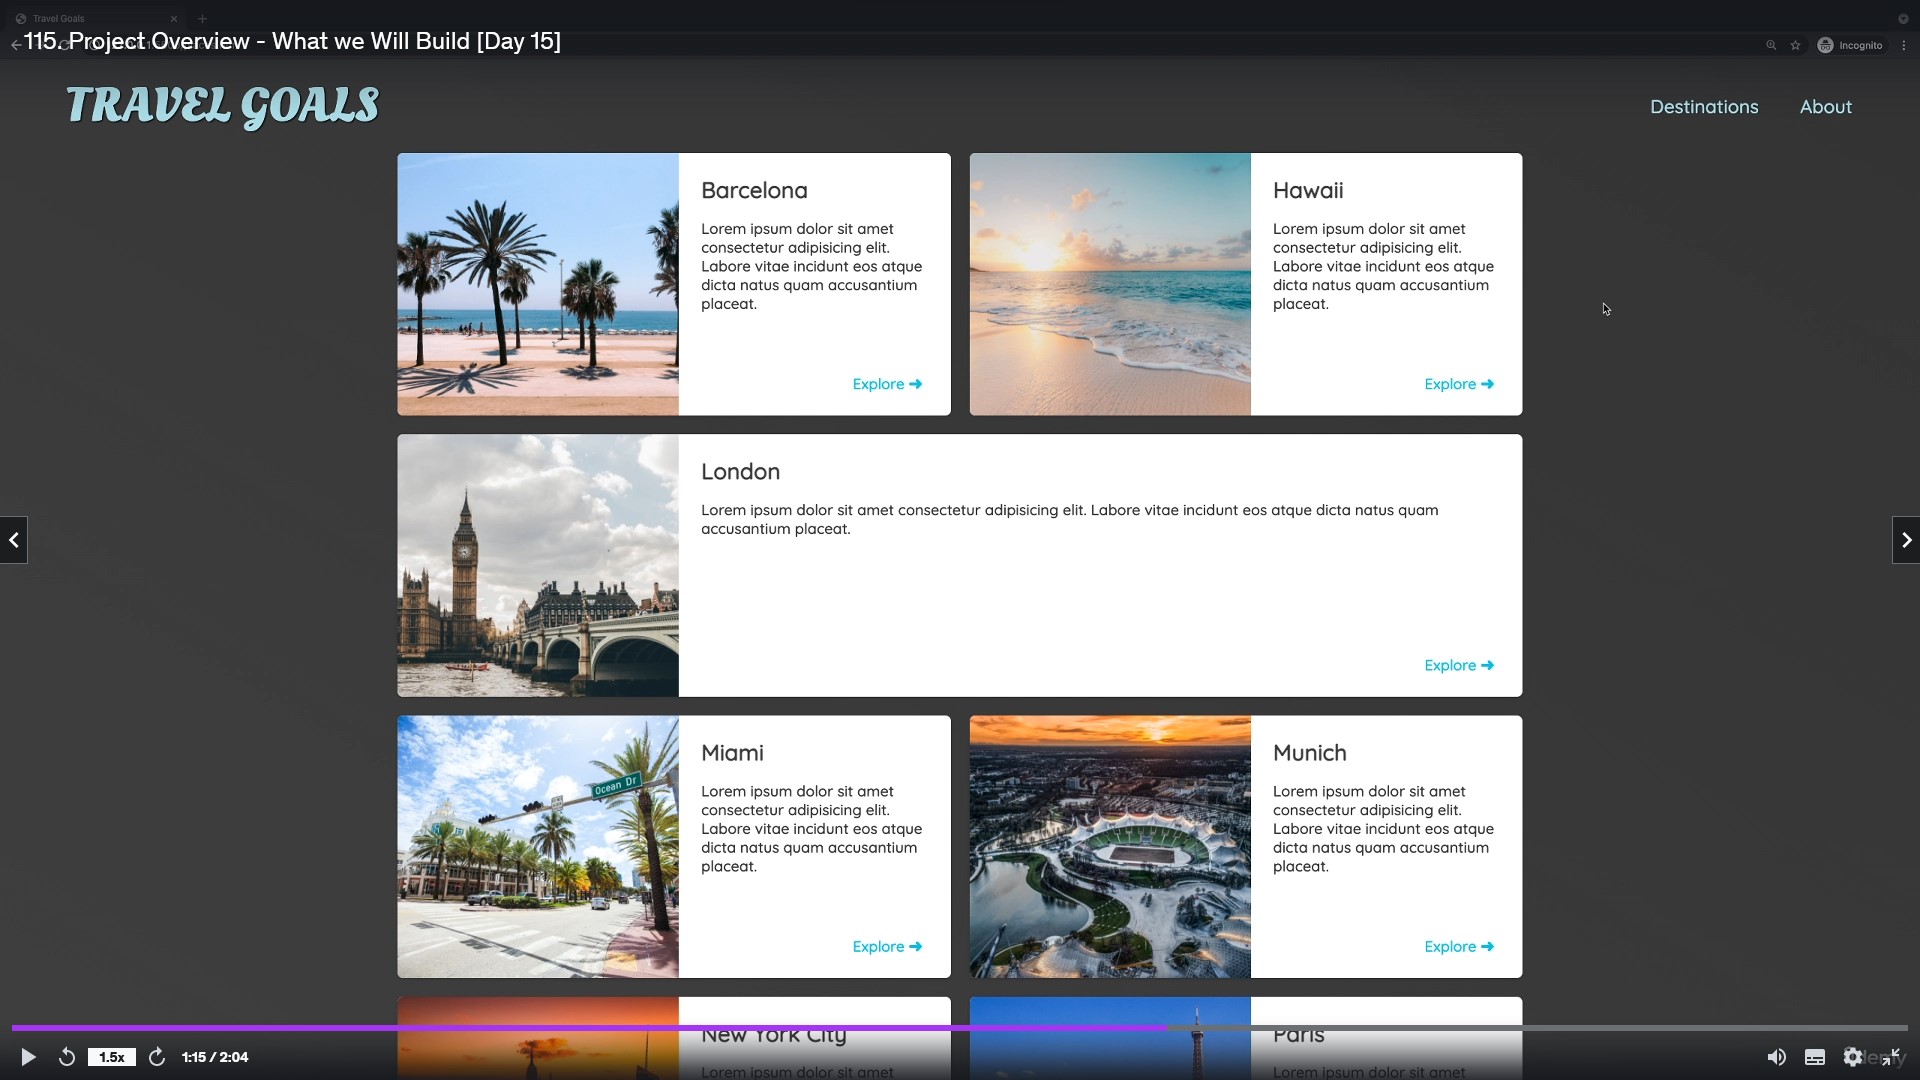 Travel Goals
115. Project Overview - What we Will Build [Day 15]
Incognito
TRAVEL GOALS
Destinations
About
Barcelona
Lorem ipsum dolor sit amet
consectetur adipisicing elit.
Labore vitae incidunt eos atque
dicta natus quam accusantium
placeat.
Explore ➜
Hawaii
Lorem ipsum dolor sit amet
consectetur adipisicing elit.
Labore vitae incidunt eos atque
dicta natus quam accusantium
placeat.
Explore ➜
London
Lorem ipsum dolor sit amet consectetur adipisicing elit. Labore vitae incidunt eos atque dicta natus quam
accusantium placeat.
Explore ➜
Ocean Dr
Miami
Lorem ipsum dolor sit amet
consectetur adipisicing elit.
Labore vitae incidunt eos atque
dicta natus quam accusantium
placeat.
Explore ➜
Munich
Lorem ipsum dolor sit amet
consectetur adipisicing elit.
Labore vitae incidunt eos atque
dicta natus quam accusantium
placeat.
Explore ➜
New York City
Lorem ipsum dolor sit amet
Paris
Lorem ipsum dolor sit amet
1.5x
1:15 / 2:04